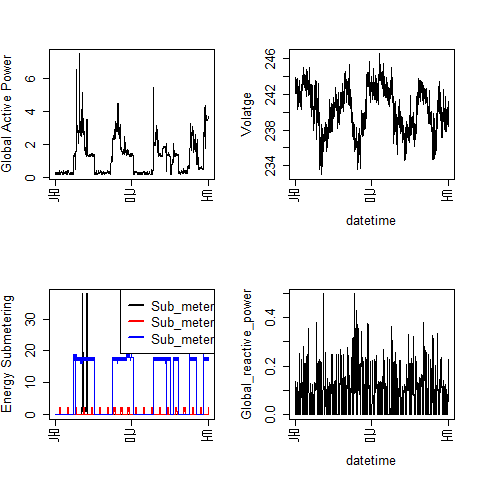 Global Active Power
0 2 4 6
Volatge
234 238 242 246
datetime
Energy Submetering
0 10 20 30
Sub_meter
Sub_meter
Sub_meter
Global_reactive_power
0.0 0.2 0.4
datetime